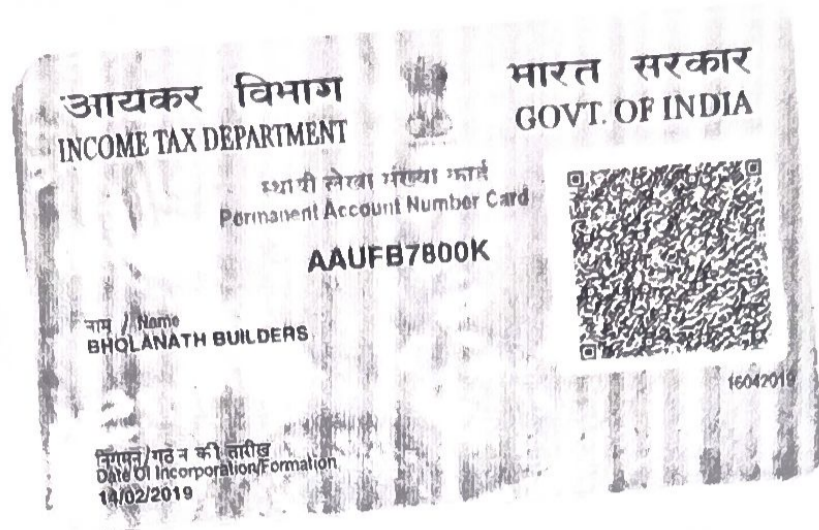 आयकर विभाग
INCOME TAX DEPARTMENT
भारत सरकार
GOVT. OF INDIA
स्थायी लेखा संख्या कार्ड
Permanent Account Number Card
AAUFB7800K
नाम / Name
BHOLANATH BUILDERS
16042019
निगमन/गठन की तारीख
Date Of Incorporation/Formation
14/02/2019